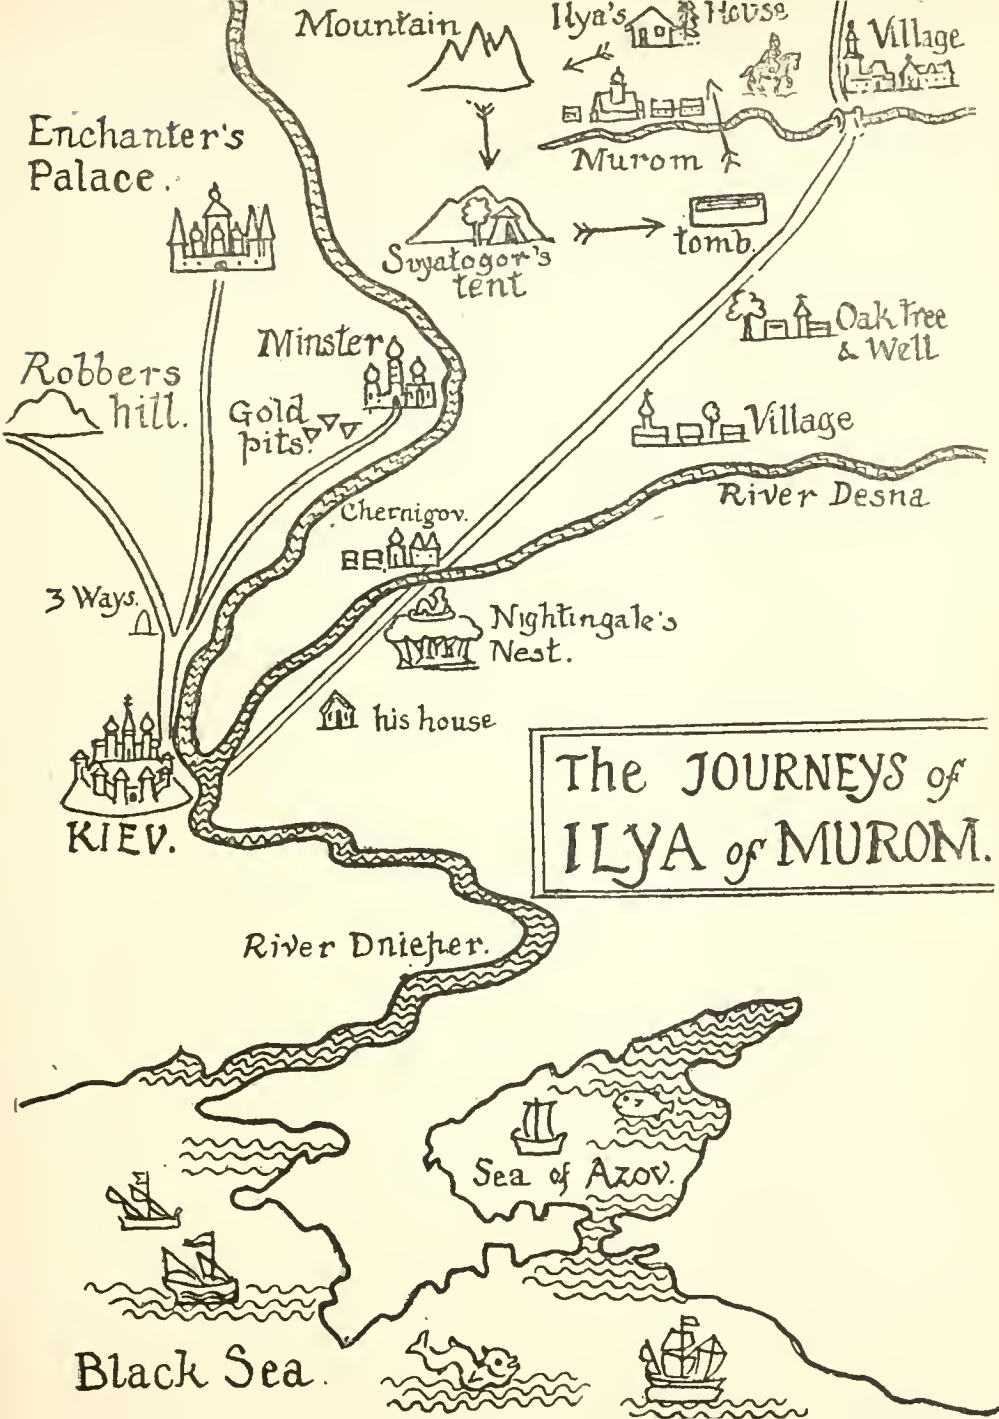 Mountain
Ilya's House
Village
Enchanter's
Palace.
Murom
Svyatogor's
tent
tomb.
Oak Tree
& Well
Minster
Robbers
hill.
Gold
pits.
Village
River Desna
Chernigov.
3 Ways.
Nightingale's
Nest.
his house
The JOURNEYS of
ILYA of MUROM.
KIEV.
River Dnieper.
Sea of Azov.
Black Sea.